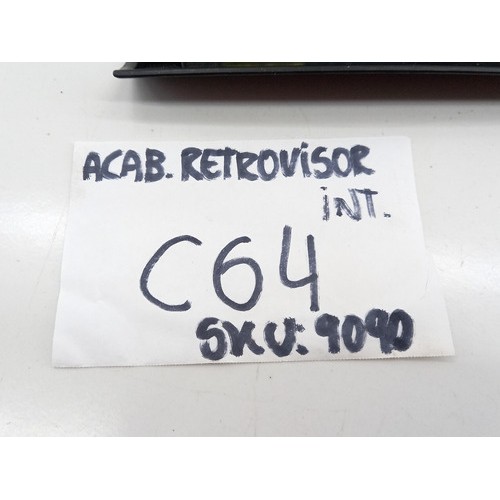 ACAB. RETROVISOR
INT.
C64
SKU: 9090